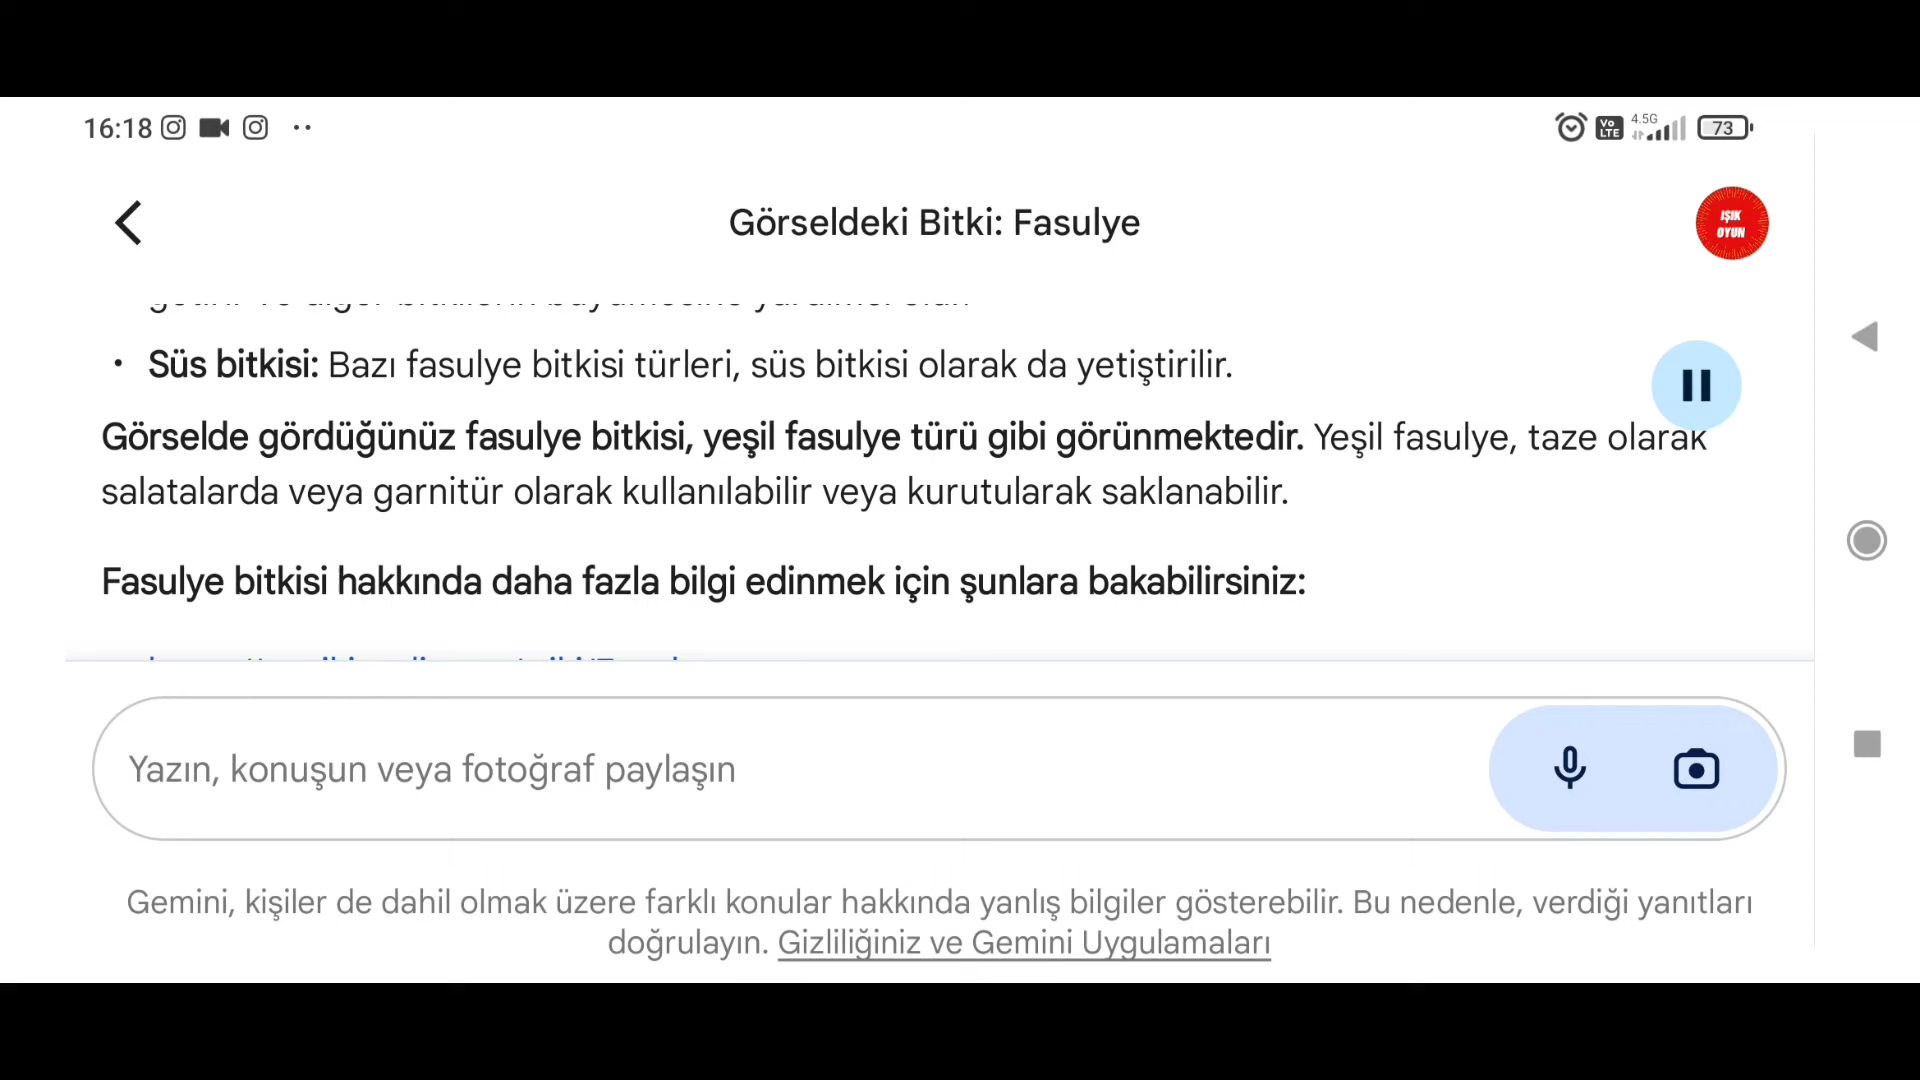 16:18
Vo LTE 4.5G 73
Görseldeki Bitki: Fasulye
IŞIK
OYUN
• Süs bitkisi: Bazı fasulye bitkisi türleri, süs bitkisi olarak da yetiştirilir.
Görselde gördüğünüz fasulye bitkisi, yeşil fasulye türü gibi görünmektedir. Yeşil fasulye, taze olarak
salatalarda veya garnitür olarak kullanılabilir veya kurutularak saklanabilir.
Fasulye bitkisi hakkında daha fazla bilgi edinmek için şunlara bakabilirsiniz:
Yazın, konuşun veya fotoğraf paylaşın
Gemini, kişiler de dahil olmak üzere farklı konular hakkında yanlış bilgiler gösterebilir. Bu nedenle, verdiği yanıtları
doğrulayın. Gizliliğiniz ve Gemini Uygulamaları